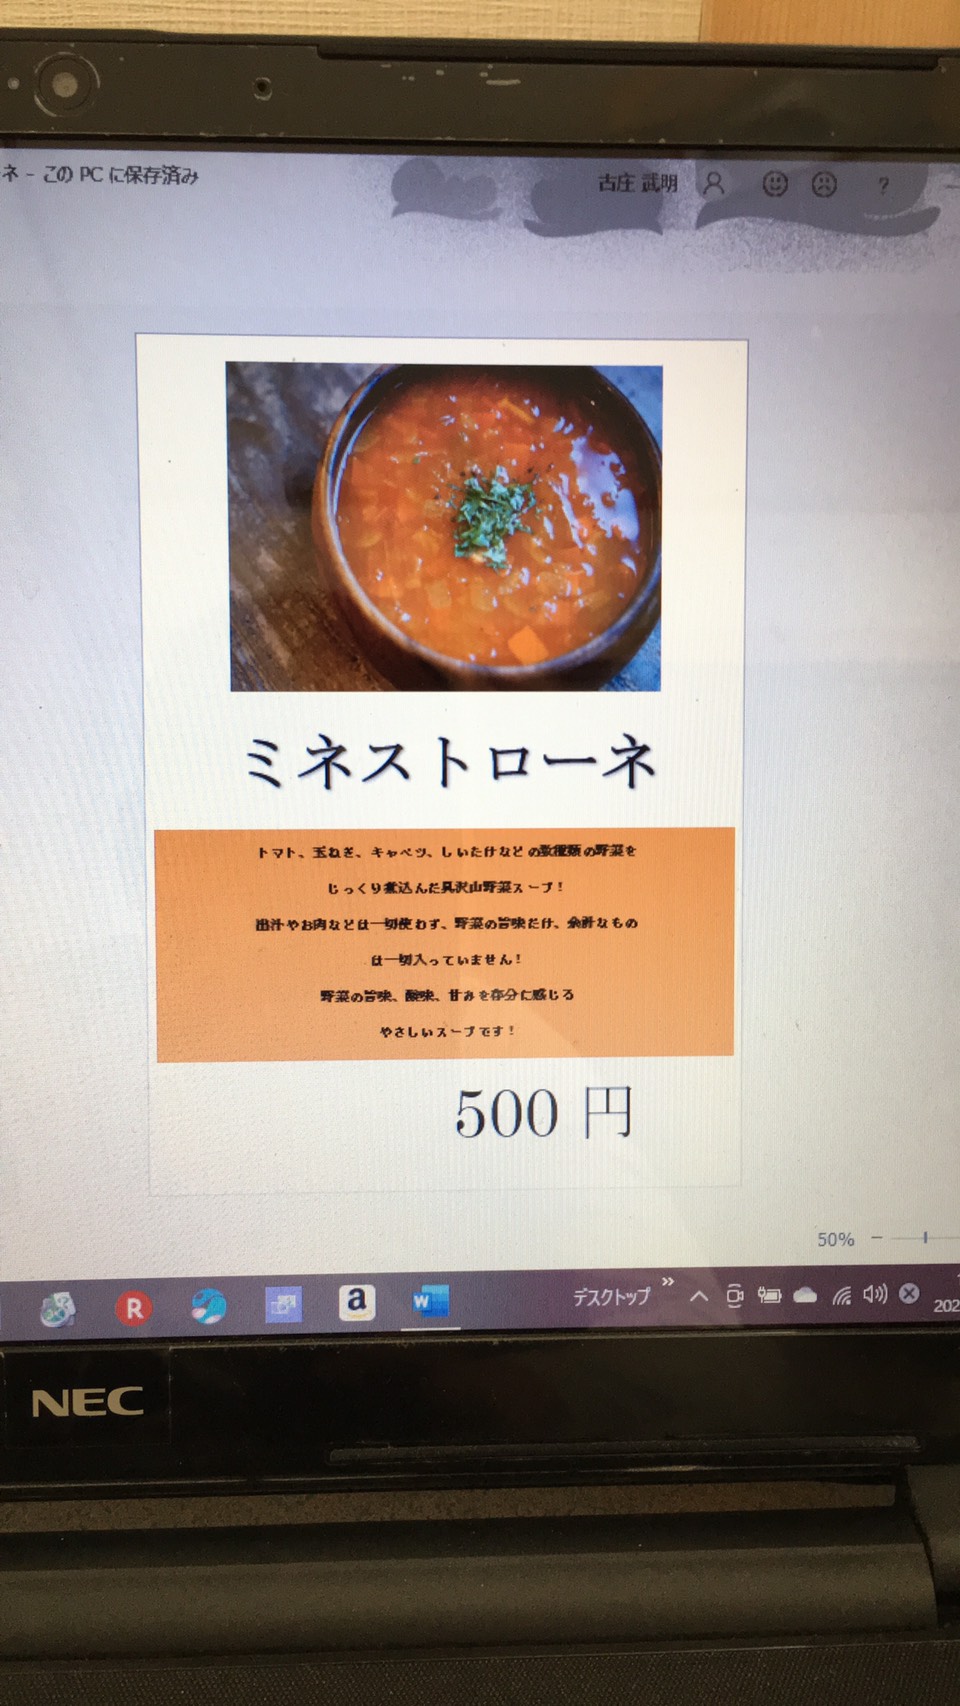 ネ - この PC に保存済み
古庄 武明
?
ミネストローネ
トマト、玉ねぎ、キャベツ、しいたけなどの数種類の野菜を
じっくり煮込んだ具沢山野菜スープ!
出汁やお肉などは一切使わず、野菜の旨味だけ、余計なもの
は一切入っていません!
野菜の旨味、酸味、甘みを存分に感じる
やさしいスープです!
500 円
50%
R
a
w
デスクトップ
202
NEC